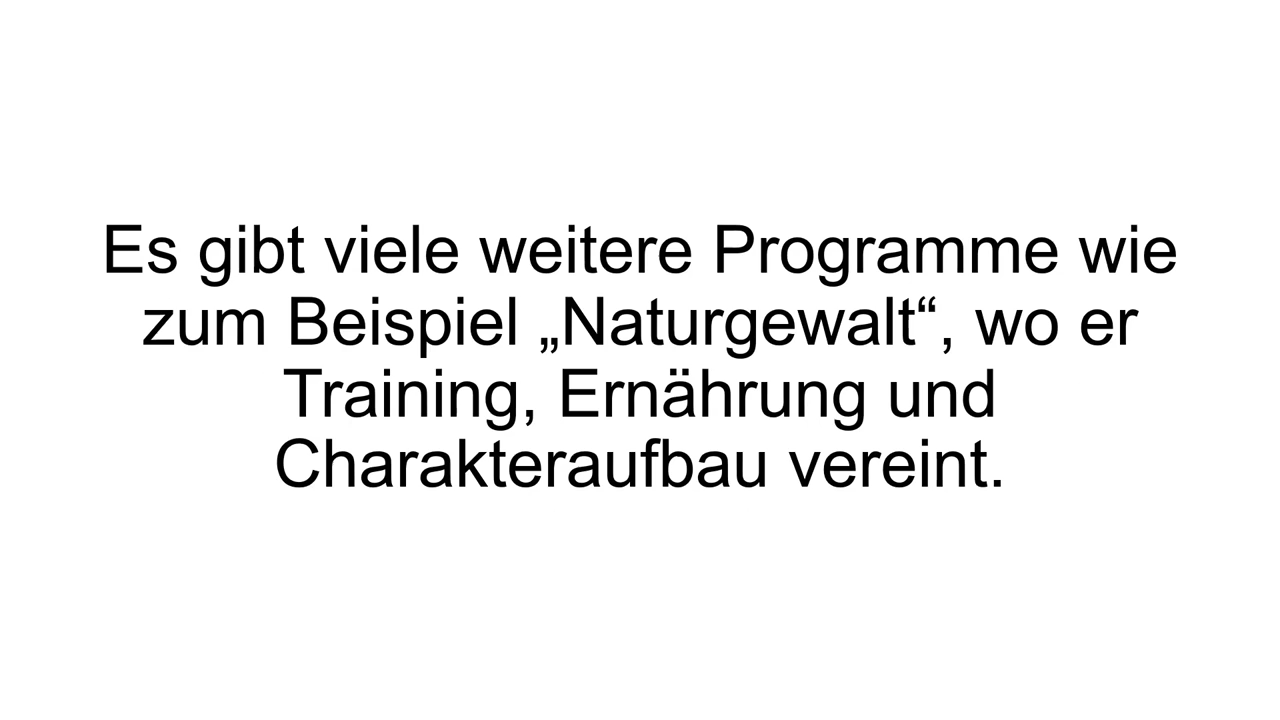 Es gibt viele weitere Programme wie
zum Beispiel „Naturgewalt“, wo er
Training, Ernährung und
Charakteraufbau vereint.